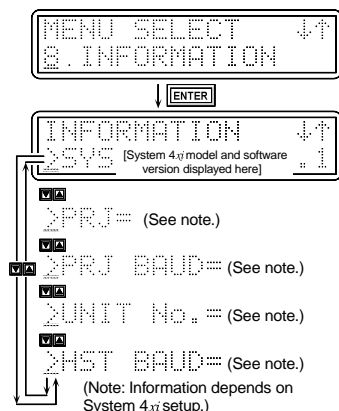 MENU SELECT ↓↑
8.INFORMATION
ENTER
INFORMATION ↓↑
≥SYS [System 4xi model and software version displayed here] .1
≥PRJ= (See note.)
≥PRJ BAUD= (See note.)
≥UNIT No.= (See note.)
≥HST BAUD= (See note.)
(Note: Information depends on
System 4xi setup.)